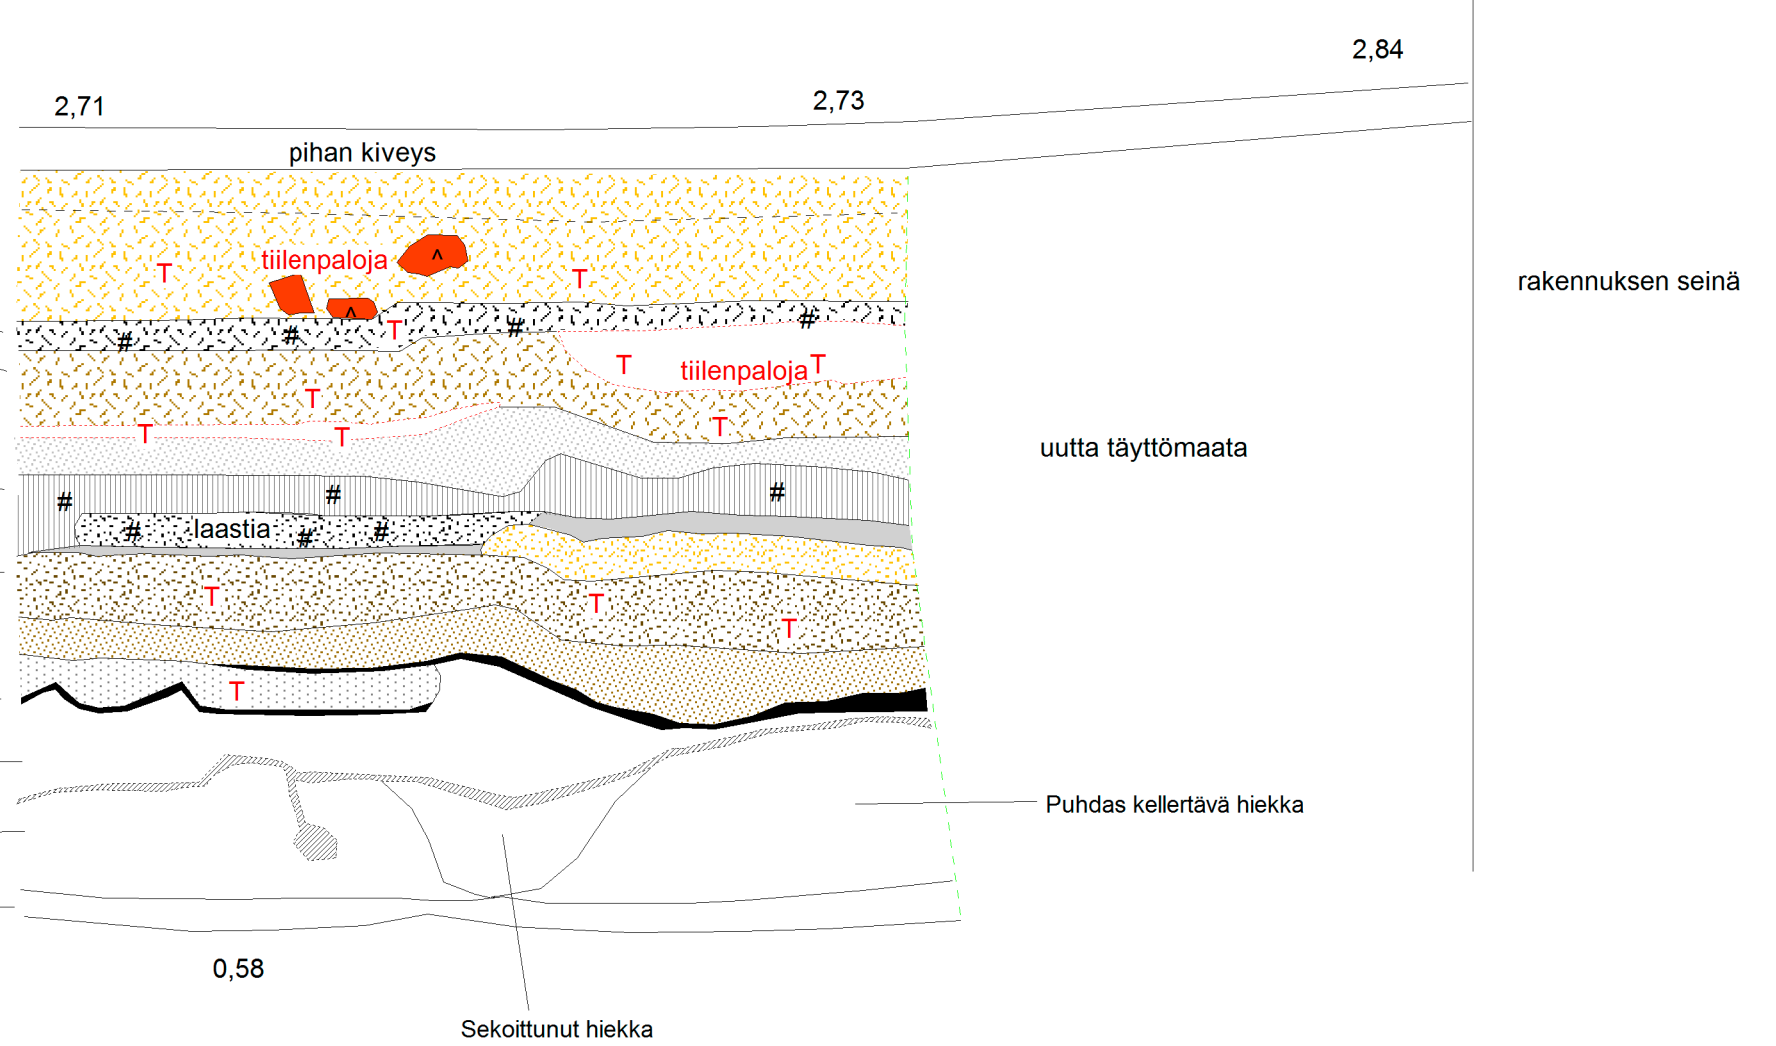 2,84
2,71
2,73
pihan kiveys
tiilenpaloja
^
T
T
rakennuksen seinä
^
#
#
T
#
#
T
tiilenpaloja
T
T
T
T
T
uutta täyttömaata
#
#
#
laastia
#
#
#
T
T
T
T
Puhdas kellertävä hiekka
0,58
Sekoittunut hiekka